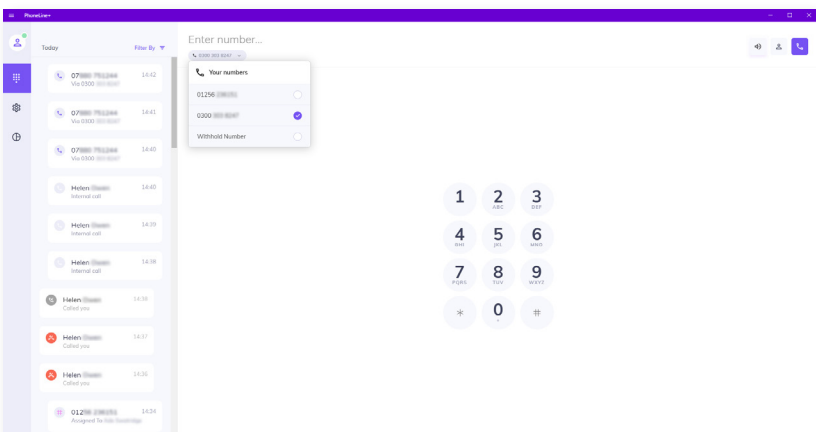 PhoneLine+
Today
Filter By
07
14:42
Via 0300
07
14:41
Via 0300
07
14:40
Via 0300
Helen
14:40
Internal call
Helen
14:39
Internal call
Helen
14:38
Internal call
Helen
14:38
Called you
Helen
14:37
Called you
Helen
14:36
Called you
01256
14:24
Assigned To
Enter number...
0300
Your numbers
01256
0300
Withhold Number
1
2
ABC
3
DEF
4
GHI
5
JKL
6
MNO
7
PQRS
8
TUV
9
WXYZ
*
0
+
#